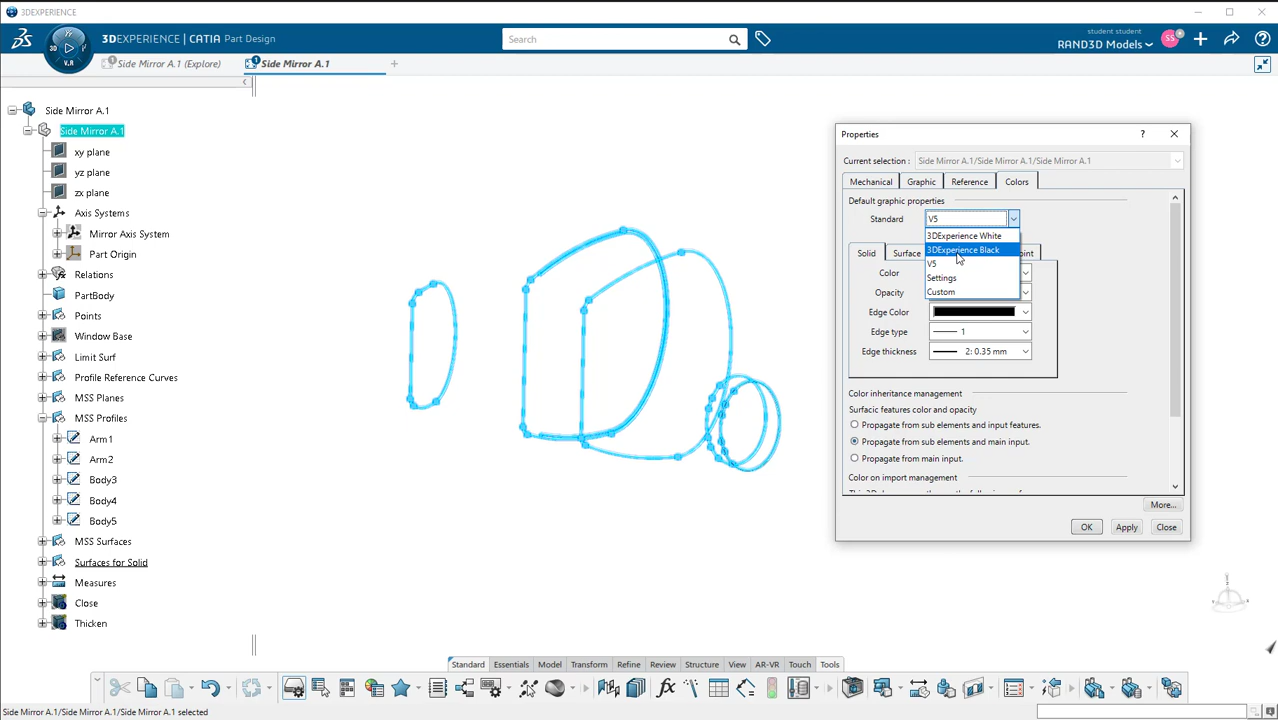 3DEXPERIENCE
3DEXPERIENCE | CATIA Part Design
Search
student student
RAND3D Models
SS
3D
V.R
Side Mirror A.1 (Explore)
Side Mirror A.1
Side Mirror A.1
Side Mirror A.1
xy plane
yz plane
zx plane
Axis Systems
Mirror Axis System
Part Origin
Relations
PartBody
Points
Window Base
Limit Surf
Profile Reference Curves
MSS Planes
MSS Profiles
Arm1
Arm2
Body3
Body4
Body5
MSS Surfaces
Surfaces for Solid
Measures
Close
Thicken
Properties
Current selection : Side Mirror A.1/Side Mirror A.1/Side Mirror A.1
Mechanical Graphic Reference Colors
Default graphic properties
Standard V5
3DExperience White
3DExperience Black
V5
Settings
Custom
Solid Surface oint
Color
Opacity
Edge Color
Edge type 1
Edge thickness 2: 0.35 mm
Color inheritance management
Surfacic features color and opacity
Propagate from sub elements and input features.
Propagate from sub elements and main input.
Propagate from main input.
Color on import management
More...
OK Apply Close
Standard Essentials Model Transform Refine Review Structure View AR-VR Touch Tools
Side Mirror A.1/Side Mirror A.1/Side Mirror A.1 selected